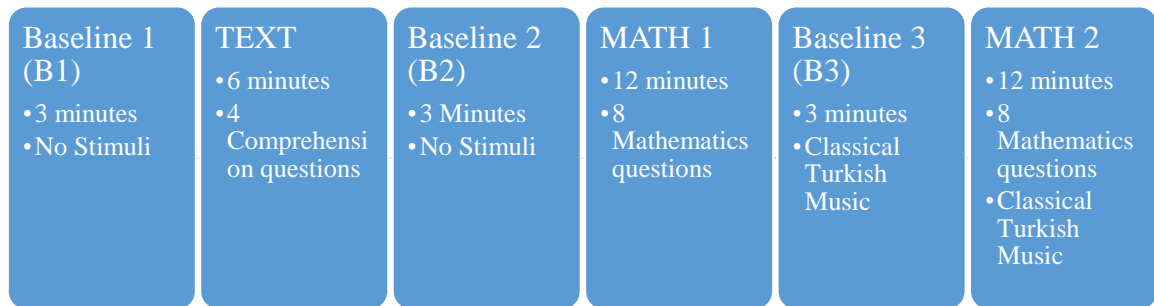 Baseline 1
(B1)
•3 minutes
•No Stimuli
TEXT
•6 minutes
•4
Comprehensi
on questions
Baseline 2
(B2)
•3 Minutes
•No Stimuli
MATH 1
•12 minutes
•8
Mathematics
questions
Baseline 3
(B3)
•3 minutes
•Classical
Turkish
Music
MATH 2
•12 minutes
•8
Mathematics
questions
•Classical
Turkish
Music